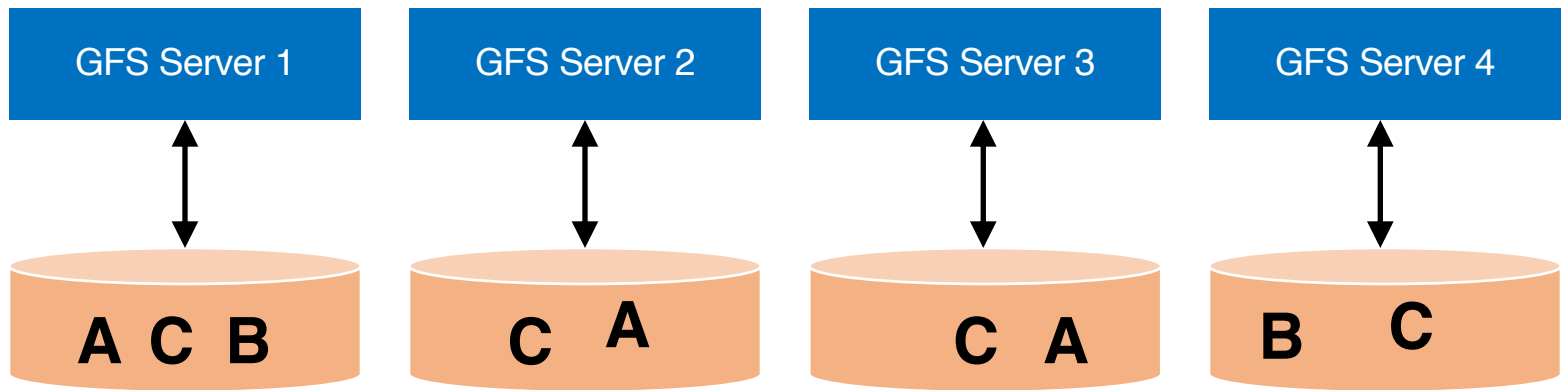 GFS Server 1
GFS Server 2
GFS Server 3
GFS Server 4
A C B
C A
C A
B C